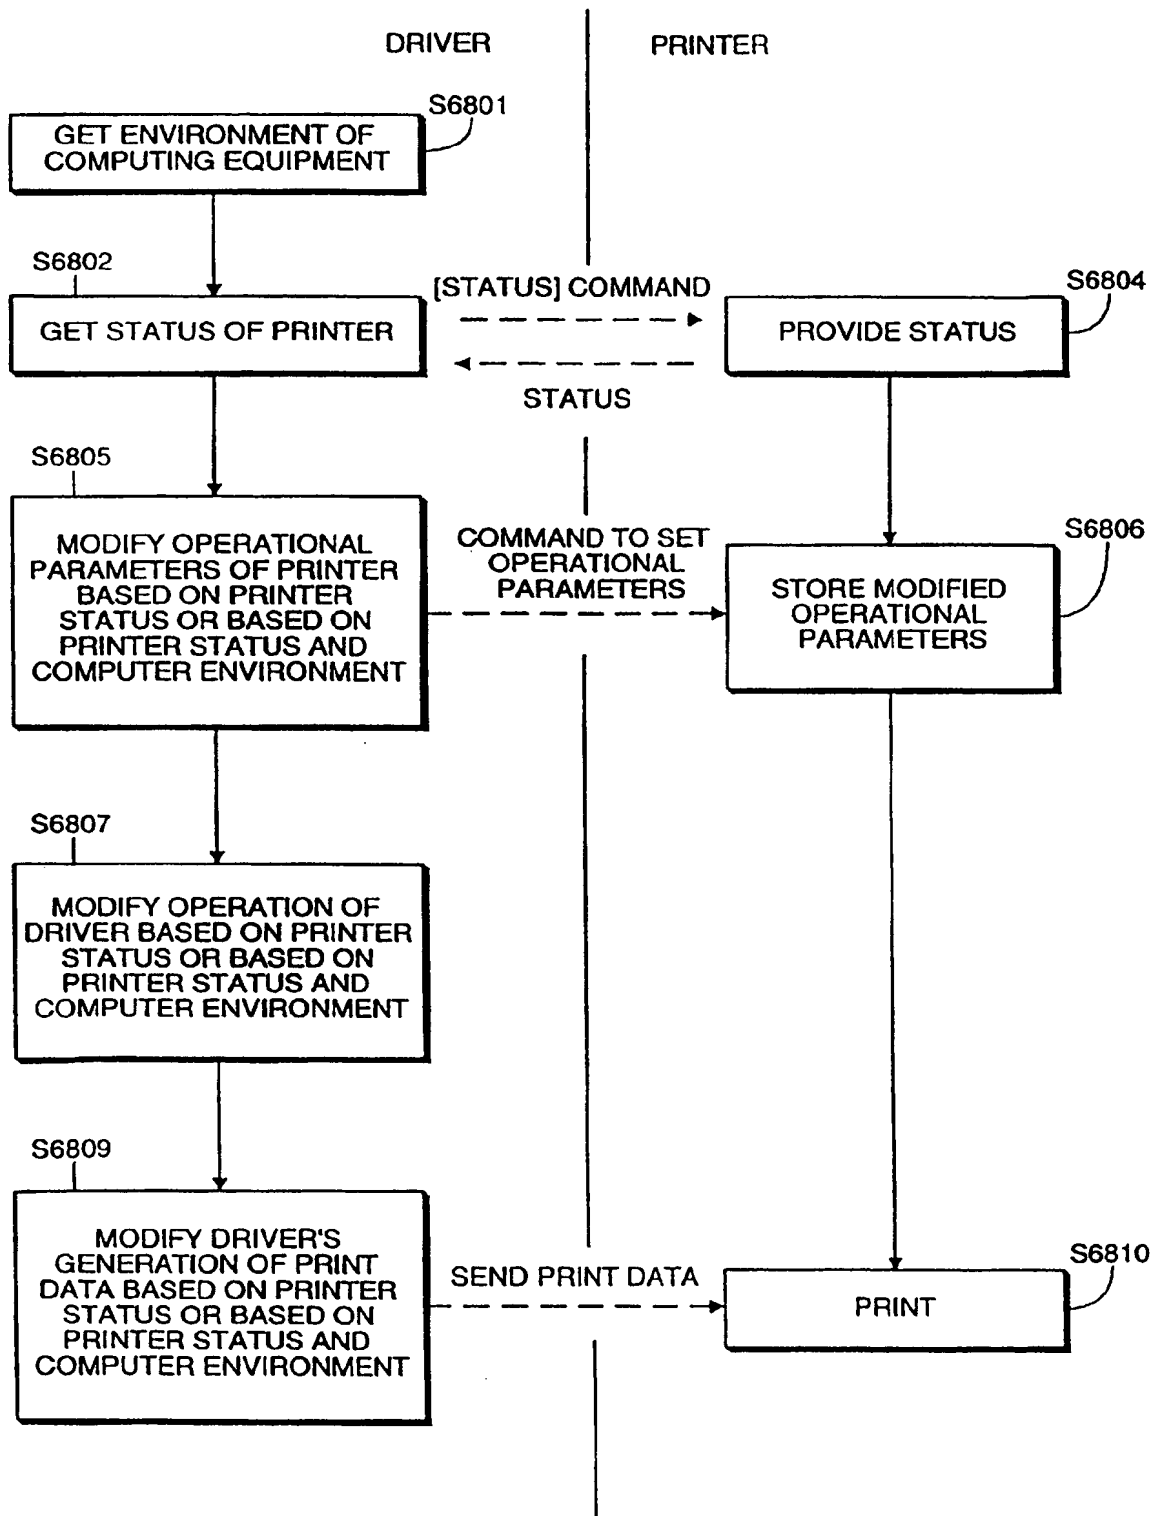 DRIVER
PRINTER
S6801
GET ENVIRONMENT OF
COMPUTING EQUIPMENT
S6802
[STATUS] COMMAND
S6804
GET STATUS OF PRINTER
PROVIDE STATUS
STATUS
S6805
MODIFY OPERATIONAL
PARAMETERS OF PRINTER
BASED ON PRINTER
STATUS OR BASED ON
PRINTER STATUS AND
COMPUTER ENVIRONMENT
COMMAND TO SET
OPERATIONAL
PARAMETERS
S6806
STORE MODIFIED
OPERATIONAL
PARAMETERS
S6807
MODIFY OPERATION OF
DRIVER BASED ON PRINTER
STATUS OR BASED ON
PRINTER STATUS AND
COMPUTER ENVIRONMENT
S6809
MODIFY DRIVER'S
GENERATION OF PRINT
DATA BASED ON PRINTER
STATUS OR BASED ON
PRINTER STATUS AND
COMPUTER ENVIRONMENT
SEND PRINT DATA
S6810
PRINT